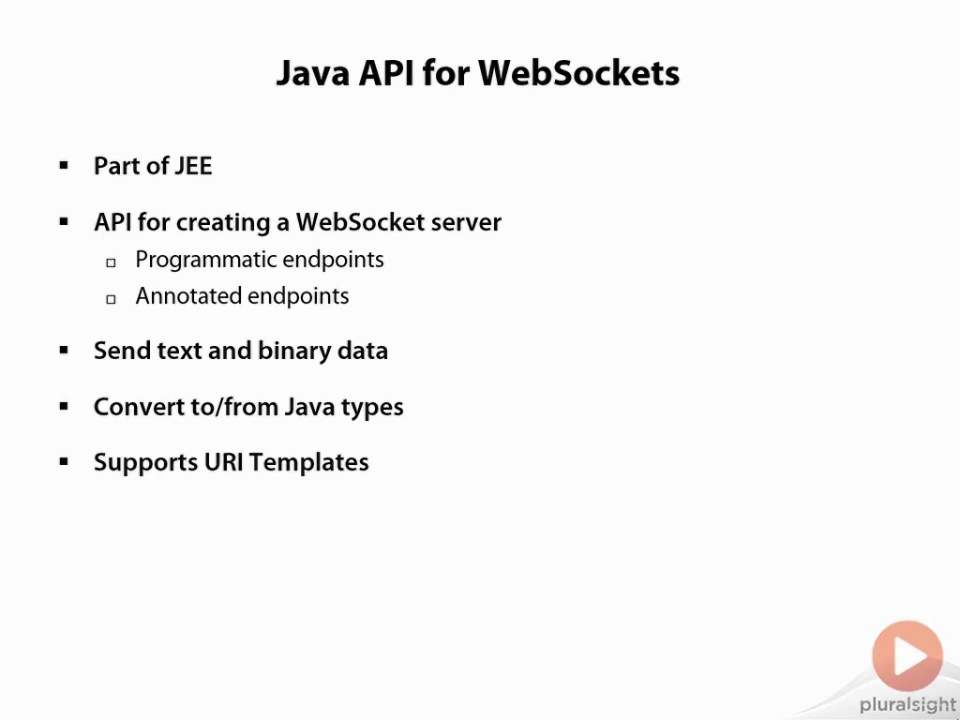 Java API for WebSockets
▪ Part of JEE
▪ API for creating a WebSocket server
▫ Programmatic endpoints
▫ Annotated endpoints
▪ Send text and binary data
▪ Convert to/from Java types
▪ Supports URI Templates
pluralsight